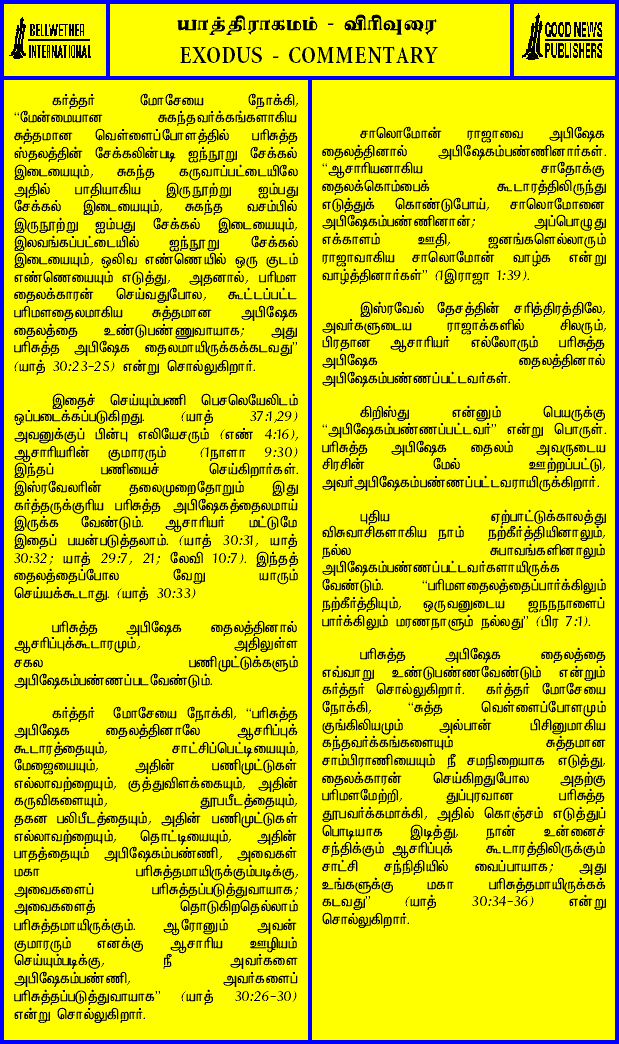 BELLWETHER
INTERNATIONAL
யாத்திராகமம் - விரிவுரை
EXODUS - COMMENTARY
GOOD NEWS
PUBLISHERS
கர்த்தர் மோசேயை நோக்கி,
“மேன்மையான சுகந்தவர்க்கங்களாகிய
சுத்தமான வெள்ளைப்போளத்தில் பரிசுத்த
ஸ்தலத்தின் சேக்கலின்படி ஐந்நூறு சேக்கல்
இடையையும், சுகந்த கருவாப்பட்டையிலே
அதில் பாதியாகிய இருநூற்று ஐம்பது
சேக்கல் இடையையும், சுகந்த வசம்பில்
இருநூற்று ஐம்பது சேக்கல் இடையையும்,
இலவங்கப்பட்டையில் ஐந்நூறு சேக்கல்
இடையையும், ஒலிவ எண்ணெயில் ஒரு குடம்
எண்ணெயையும் எடுத்து, அதனால், பரிமள
தைலக்காரன் செய்வதுபோல, கூட்டப்பட்ட
பரிமளதைலமாகிய சுத்தமான அபிஷேக
தைலத்தை உண்டுபண்ணுவாயாக; அது
பரிசுத்த அபிஷேக தைலமாயிருக்கக்கடவது”
(யாத் 30:23-25) என்று சொல்லுகிறார்.
இதைச் செய்யும்பணி பெசலெயேலிடம்
ஒப்படைக்கப்படுகிறது. (யாத் 37:1,29)
அவனுக்குப் பின்பு எலியேசரும் (எண் 4:16),
ஆசாரியரின் குமாரரும் (1நாளா 9:30)
இந்தப் பணியைச் செய்கிறார்கள்.
இஸ்ரவேலரின் தலைமுறைதோறும் இது
கர்த்தருக்குரிய பரிசுத்த அபிஷேகத்தைலமாய்
இருக்க வேண்டும். ஆசாரியர் மட்டுமே
இதைப் பயன்படுத்தலாம். (யாத் 30:31, யாத்
30:32; யாத் 29:7, 21; லேவி 10:7). இந்தத்
தைலத்தைப்போல வேறு யாரும்
செய்யக்கூடாது. (யாத் 30:33)
பரிசுத்த அபிஷேக தைலத்தினால்
ஆசரிப்புக்கூடாரமும், அதிலுள்ள
சகல பணிமுட்டுக்களும்
அபிஷேகம்பண்ணப்படவேண்டும்.
கர்த்தர் மோசேயை நோக்கி, “பரிசுத்த
அபிஷேக தைலத்தினாலே ஆசரிப்புக்
கூடாரத்தையும், சாட்சிப்பெட்டியையும்,
மேஜையையும், அதின் பணிமுட்டுகள்
எல்லாவற்றையும், குத்துவிளக்கையும், அதின்
கருவிகளையும், தூபபீடத்தையும்,
தகன பலிபீடத்தையும், அதின் பணிமுட்டுகள்
எல்லாவற்றையும், தொட்டியையும், அதின்
பாதத்தையும் அபிஷேகம்பண்ணி, அவைகள்
மகா பரிசுத்தமாயிருக்கும்படிக்கு,
அவைகளைப் பரிசுத்தப்படுத்துவாயாக;
அவைகளைத் தொடுகிறதெல்லாம்
பரிசுத்தமாயிருக்கும். ஆரோனும் அவன்
குமாரரும் எனக்கு ஆசாரிய ஊழியம்
செய்யும்படிக்கு, நீ அவர்களை
அபிஷேகம்பண்ணி, அவர்களைப்
பரிசுத்தப்படுத்துவாயாக” (யாத் 30:26-30)
என்று சொல்லுகிறார்.
சாலொமோன் ராஜாவை அபிஷேக
தைலத்தினால் அபிஷேகம்பண்ணினார்கள்.
“ஆசாரியனாகிய சாதோக்கு
தைலக்கொம்பைக் கூடாரத்திலிருந்து
எடுத்துக் கொண்டுபோய், சாலொமோனை
அபிஷேகம்பண்ணினான்; அப்பொழுது
எக்காளம் ஊதி, ஜனங்களெல்லாரும்
ராஜாவாகிய சாலொமோன் வாழ்க என்று
வாழ்த்தினார்கள்” (1இராஜா 1:39).
இஸ்ரவேல் தேசத்தின் சரித்திரத்திலே,
அவர்களுடைய ராஜாக்களில் சிலரும்,
பிரதான ஆசாரியர் எல்லோரும் பரிசுத்த
அபிஷேக தைலத்தினால்
அபிஷேகம்பண்ணப்பட்டவர்கள்.
கிறிஸ்து என்னும் பெயருக்கு
“அபிஷேகம்பண்ணப்பட்டவர்” என்று பொருள்.
பரிசுத்த அபிஷேக தைலம் அவருடைய
சிரசின் மேல் ஊற்றப்பட்டு,
அவர்அபிஷேகம்பண்ணப்பட்டவராயிருக்கிறார்.
புதிய ஏற்பாட்டுக்காலத்து
விசுவாசிகளாகிய நாம் நற்கீர்த்தியினாலும்,
நல்ல சுபாவங்களினாலும்
அபிஷேகம்பண்ணப்பட்டவர்களாயிருக்க
வேண்டும். “பரிமளதைலத்தைப்பார்க்கிலும்
நற்கீர்த்தியும், ஒருவனுடைய ஜநநநாளைப்
பார்க்கிலும் மரணநாளும் நல்லது” (பிர 7:1).
பரிசுத்த அபிஷேக தைலத்தை
எவ்வாறு உண்டுபண்ணவேண்டும் என்றும்
கர்த்தர் சொல்லுகிறார். கர்த்தர் மோசேயை
நோக்கி, “சுத்த வெள்ளைப்போளமும்
குங்கிலியமும் அல்பான் பிசினுமாகிய
கந்தவர்க்கங்களையும் சுத்தமான
சாம்பிராணியையும் நீ சமநிறையாக எடுத்து,
தைலக்காரன் செய்கிறதுபோல அதற்கு
பரிமளமேற்றி, துப்புரவான பரிசுத்த
தூபவர்க்கமாக்கி, அதில் கொஞ்சம் எடுத்துப்
பொடியாக இடித்து, நான் உன்னைச்
சந்திக்கும் ஆசரிப்புக் கூடாரத்திலிருக்கும்
சாட்சி சந்நிதியில் வைப்பாயாக; அது
உங்களுக்கு மகா பரிசுத்தமாயிருக்கக்
கடவது” (யாத் 30:34-36) என்று
சொல்லுகிறார்.